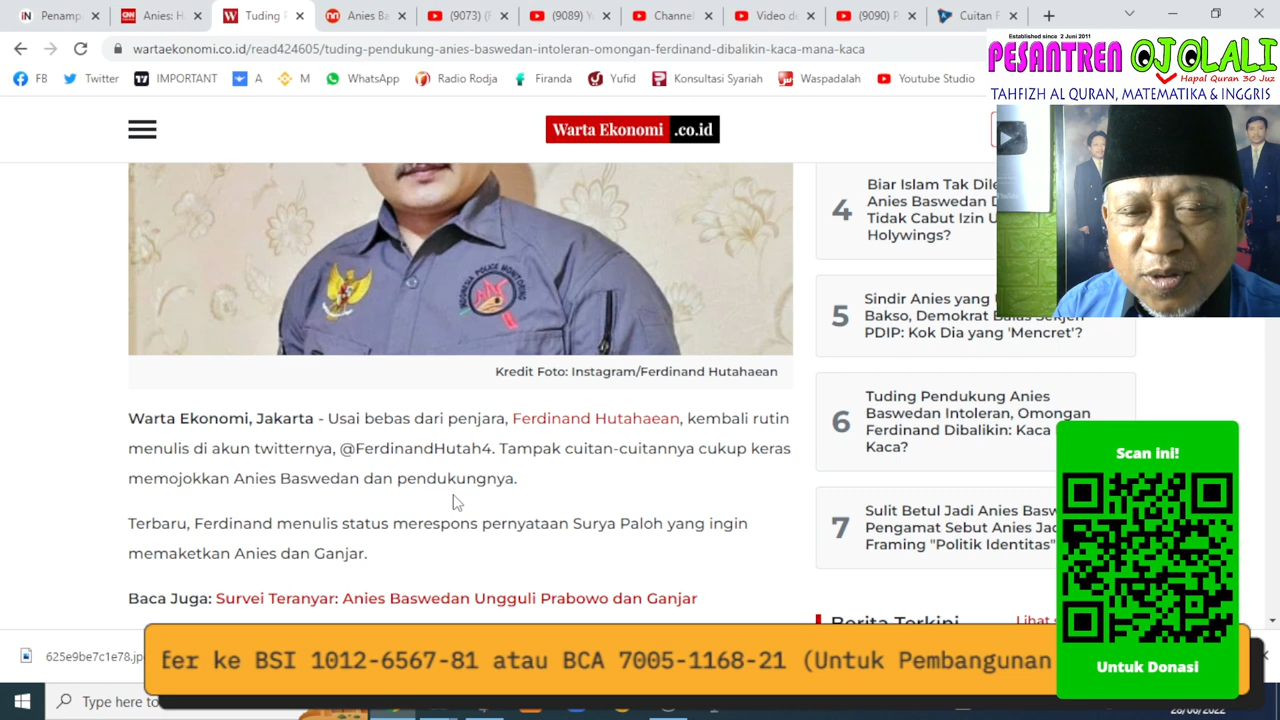 Penamp
Anies: H
Tuding
Anies Ba
(9073) (
(9089) Y
Channel
Video d
(9090) P
Cuitan F
wartaekonomi.co.id/read424605/tuding-pendukung-anies-baswedan-intoleran-omongan-ferdinand-dibalikin-kaca-mana-kaca
FB
Twitter
IMPORTANT
A
M
WhatsApp
Radio Rodja
Firanda
Yufid
Konsultasi Syariah
Waspadalah
Youtube Studio
Established since 2 Juni 2011
PESANTREN OJOLALI
Hapal Quran 30 Juz
TAHFIZH AL QURAN, MATEMATIKA & INGGRIS
Warta Ekonomi .co.id
Kredit Foto: Instagram/Ferdinand Hutahaean
Warta Ekonomi, Jakarta - Usai bebas dari penjara, Ferdinand Hutahaean, kembali rutin
menulis di akun twitternya, @FerdinandHutah4. Tampak cuitan-cuitannya cukup keras
memojokkan Anies Baswedan dan pendukungnya.
Terbaru, Ferdinand menulis status merespons pernyataan Surya Paloh yang ingin
memaketkan Anies dan Ganjar.
Baca Juga: Survei Teranyar: Anies Baswedan Ungguli Prabowo dan Ganjar
4
Biar Islam Tak Dile
Anies Baswedan D
Tidak Cabut Izin U
Holywings?
5
Sindir Anies yang
Bakso, Demokrat Balas Sekjen
PDIP: Kok Dia yang 'Mencret'?
6
Tuding Pendukung Anies
Baswedan Intoleran, Omongan
Ferdinand Dibalikin: Kaca
Kaca?
7
Sulit Betul Jadi Anies Basw
Pengamat Sebut Anies Jad
Framing "Politik Identitas"
Berita Terkini
Lihat s
Scan ini!
Untuk Donasi
625e9be7c1e78.jp
fer ke BSI 1012-6567-81 atau BCA 7005-1168-21 (Untuk Pembangunan
Type here to
28/06/2022